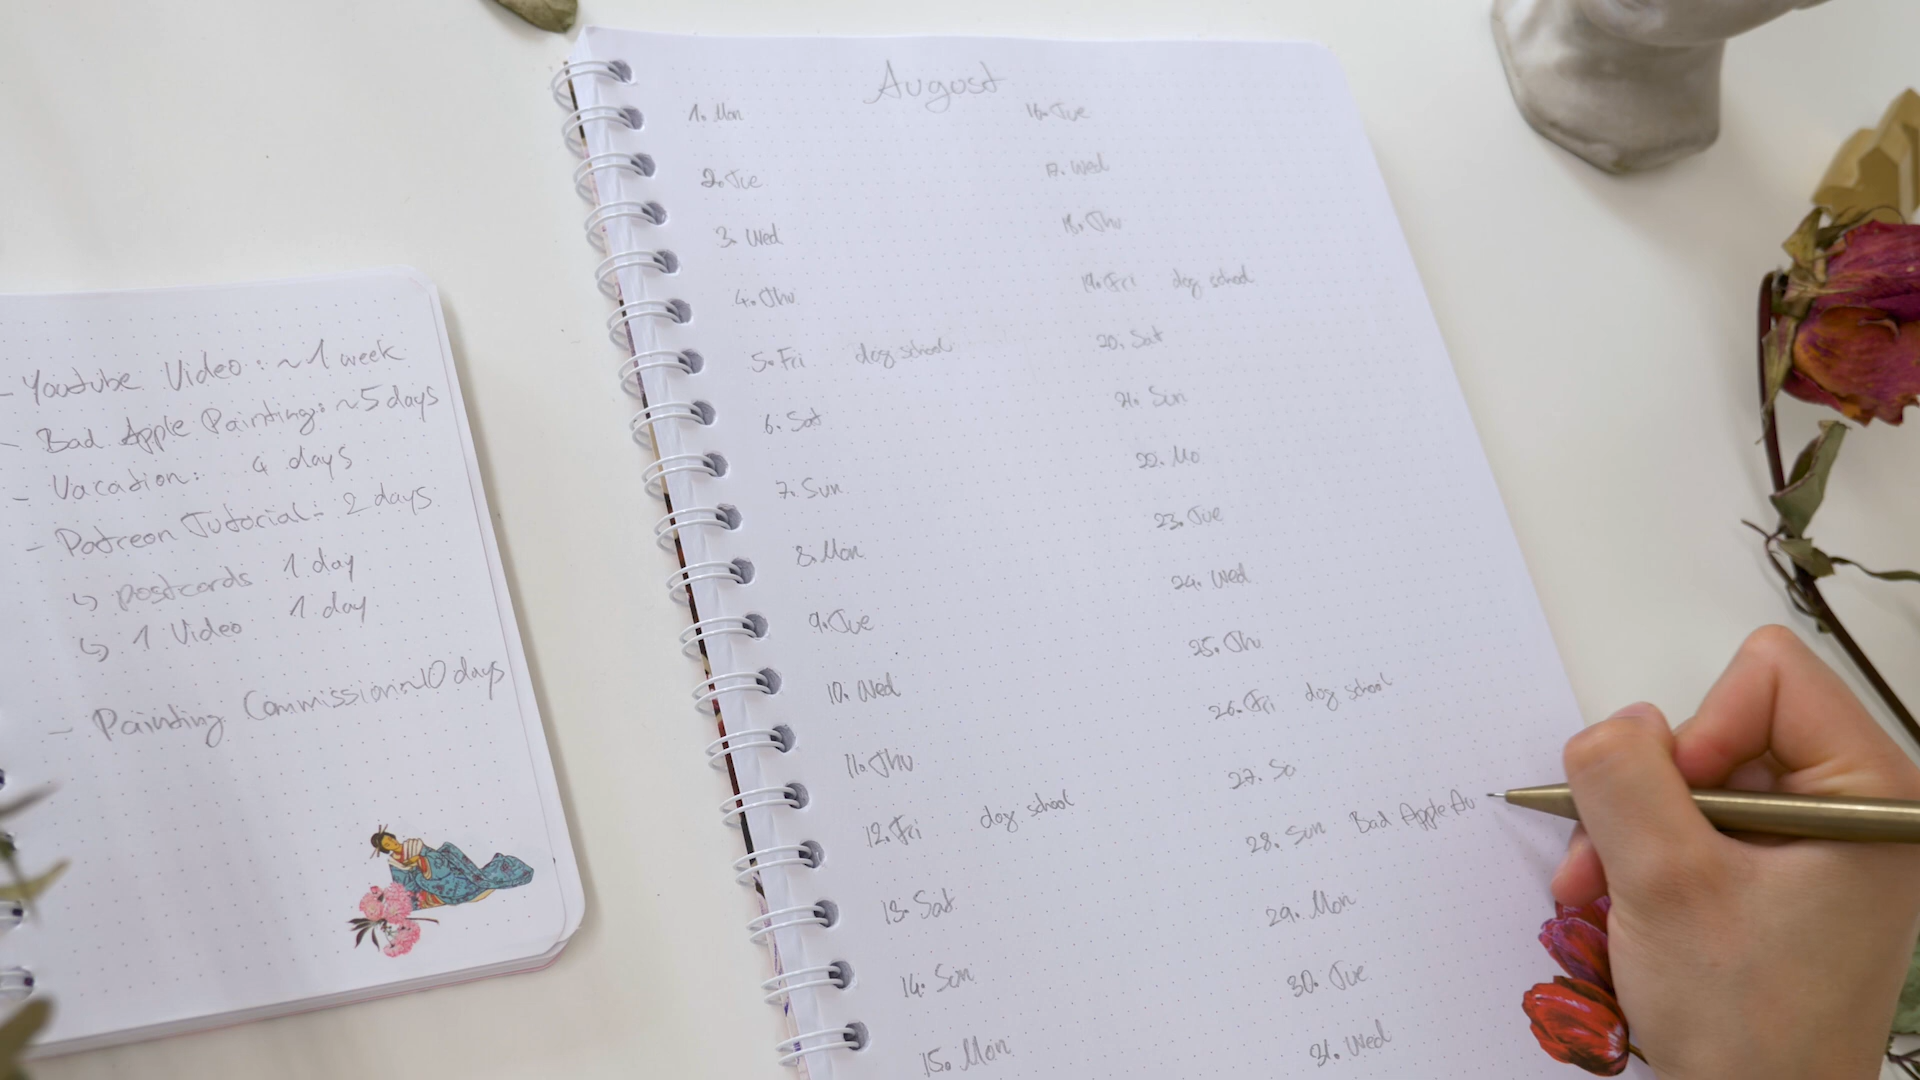 - Youtube Video: ~1 week
- Bad Apple Painting: ~5 days
- Vacation: 4 days
- Patreon Tutorial: 2 days
↳ postcards 1 day
↳ 1 Video 1 day
- Painting Commission ~10 days
August
1. Mon
2. Tue
3. Wed
4. Thu
5. Fri dog school
6. Sat
7. Sun
8. Mon
9. Tue
10. Wed
11. Thu
12. Fri dog school
13. Sat
14. Sun
15. Mon
16. Tue
17. Wed
18. Thu
19. Fri dog school
20. Sat
21. Sun
22. Mo
23. Tue
24. Wed
25. Thu
26. Fri dog school
27. So
28. Sun Bad Apple Au
29. Mon
30. Tue
31. Wed